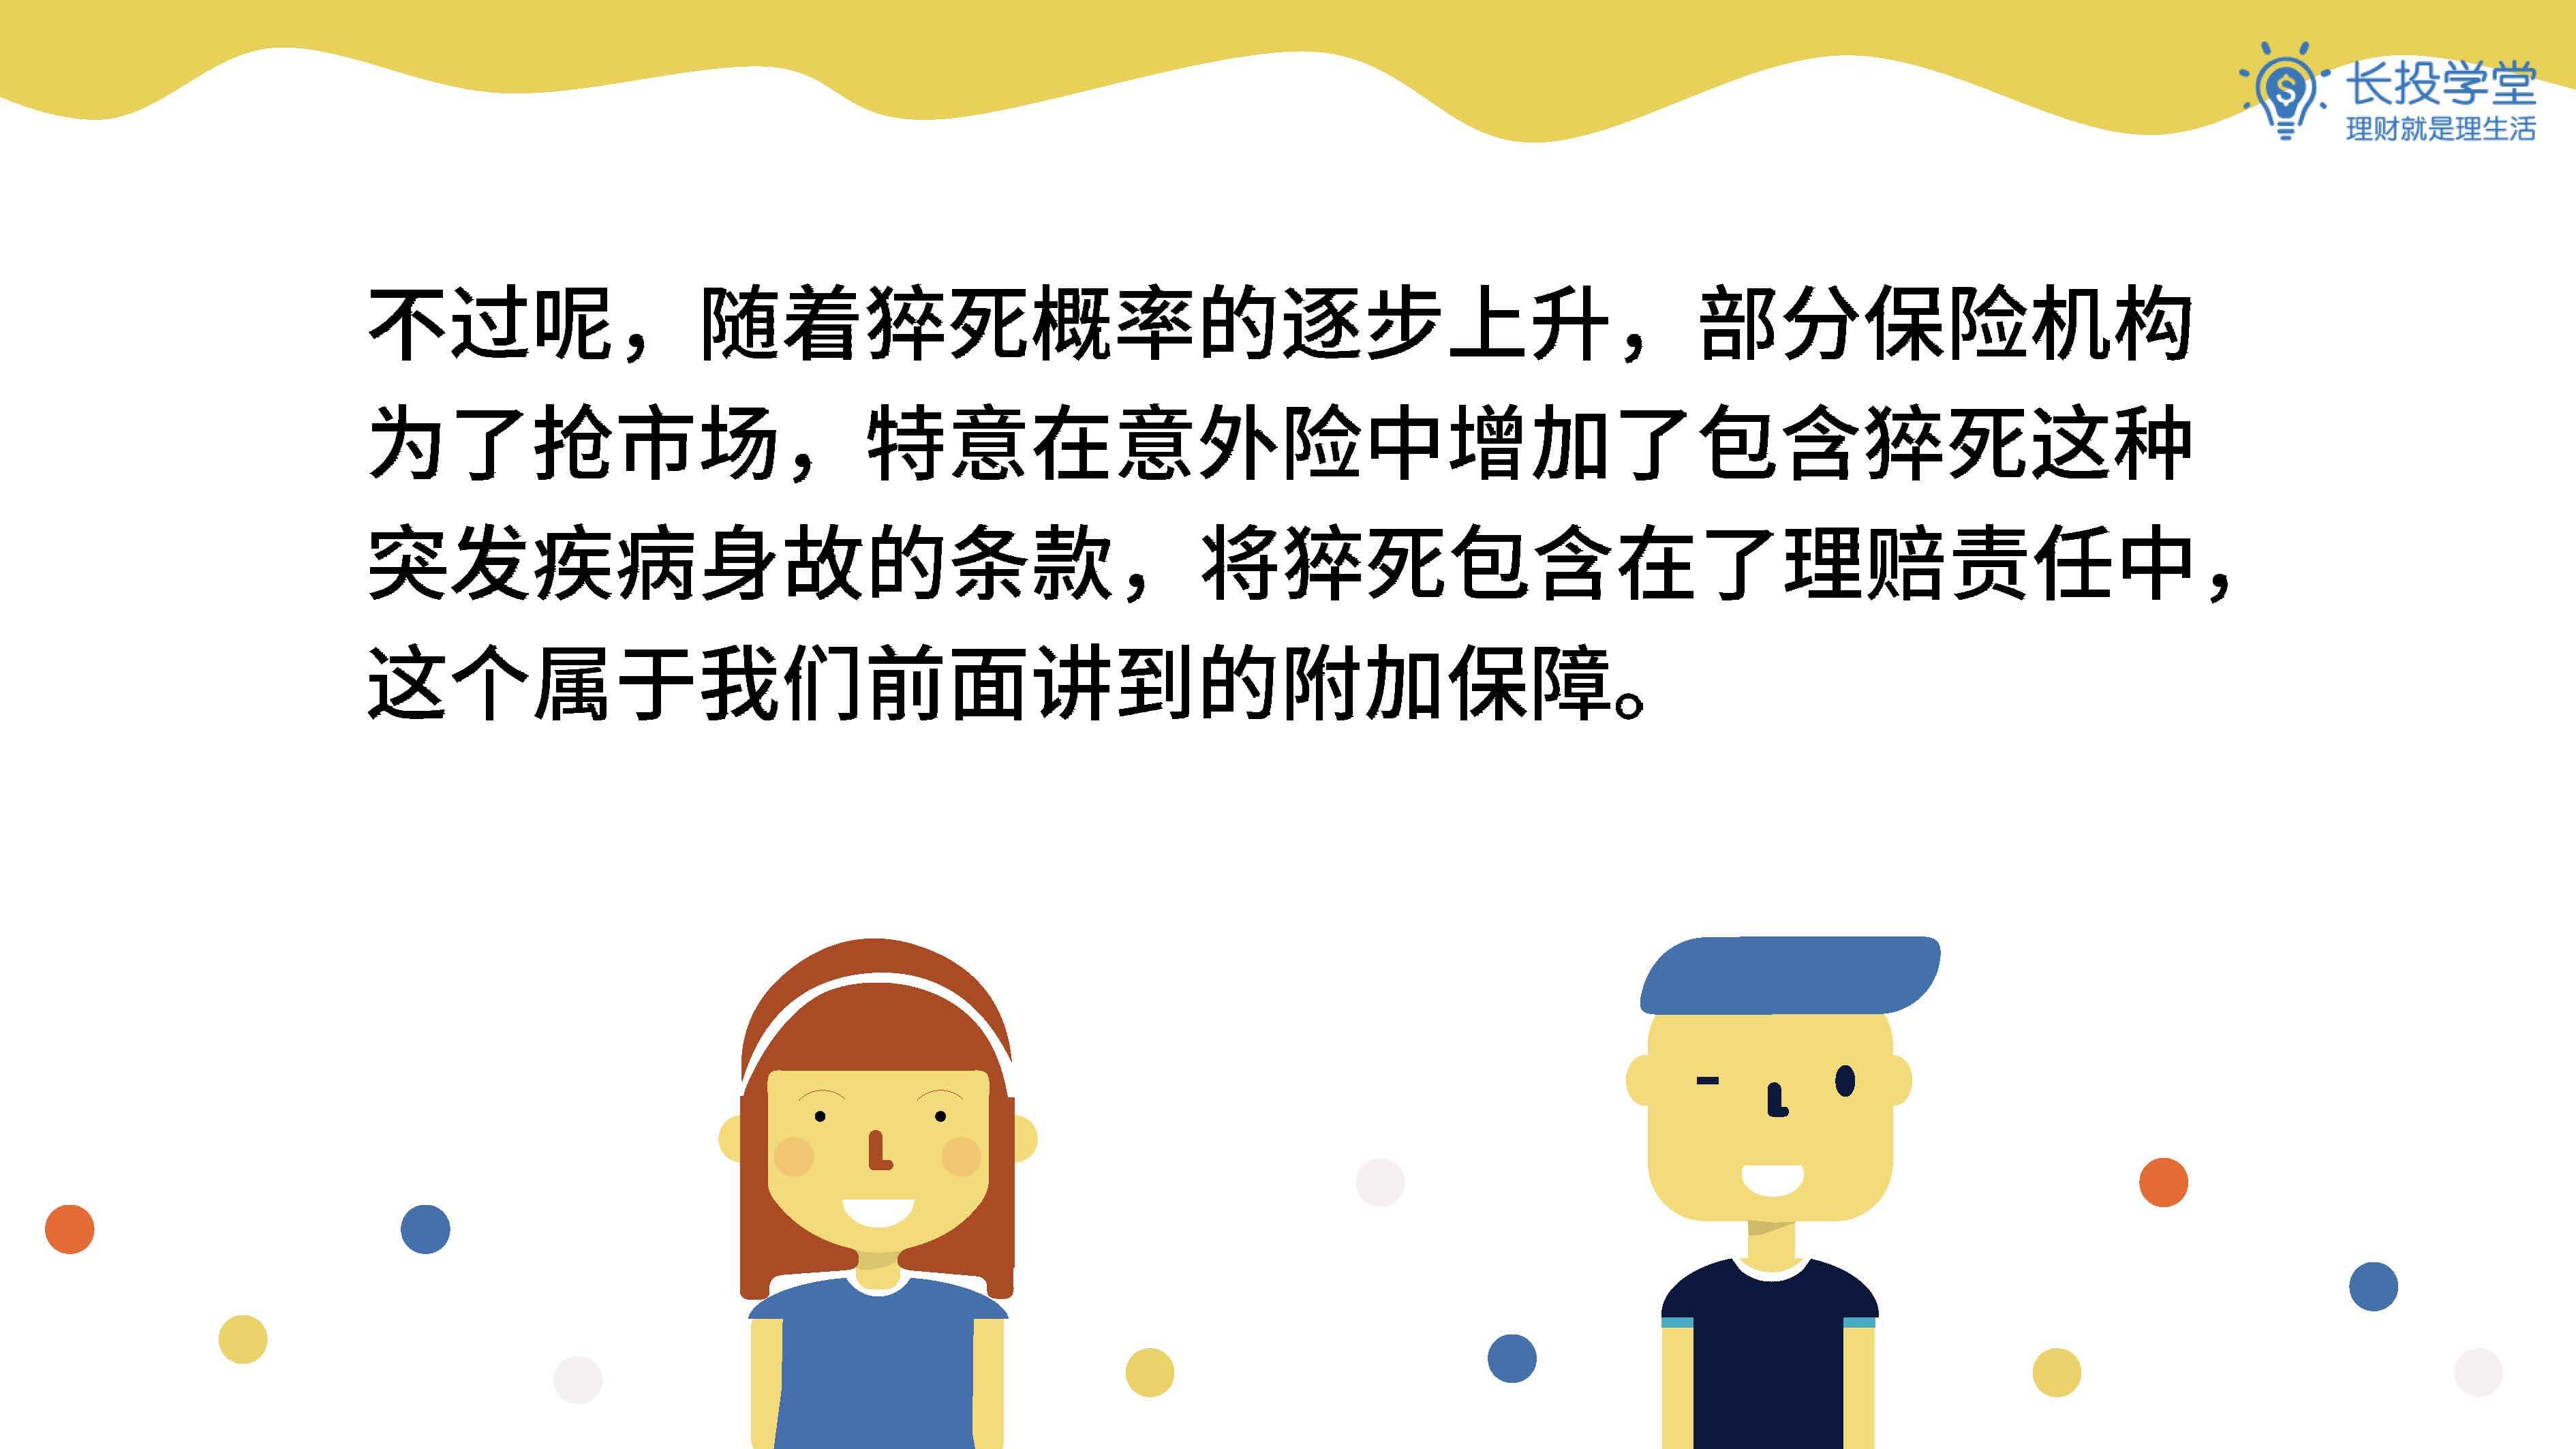 长投学堂
理财就是理生活
不过呢，随着猝死概率的逐步上升，部分保险机构
为了抢市场，特意在意外险中增加了包含猝死这种
突发疾病身故的条款，将猝死包含在了理赔责任中，
这个属于我们前面讲到的附加保障。